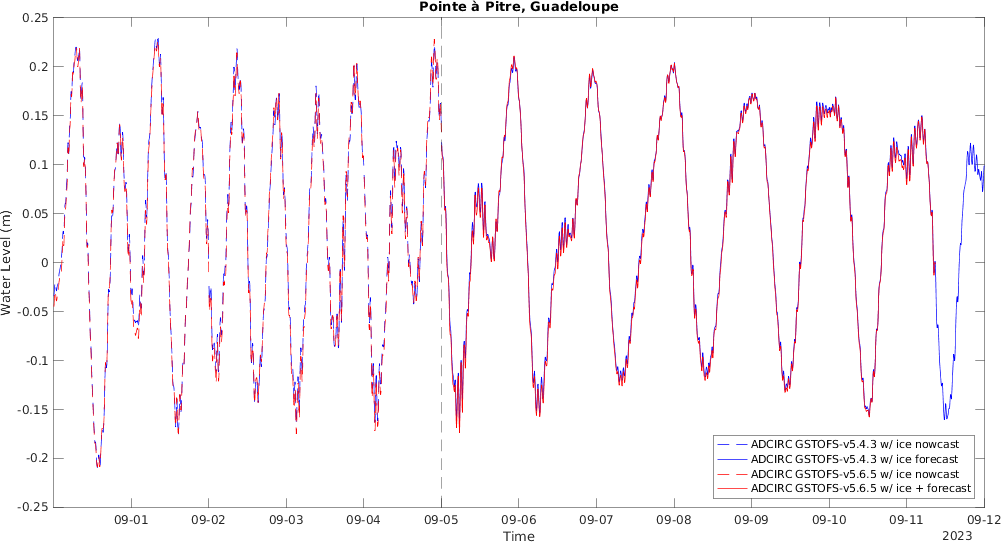 Pointe à Pitre, Guadeloupe
0.25
0.2
0.15
0.1
0.05
0
-0.05
-0.1
-0.15
-0.2
-0.25
Water Level (m)
ADCIRC GSTOFS-v5.4.3 w/ ice nowcast
ADCIRC GSTOFS-v5.4.3 w/ ice forecast
ADCIRC GSTOFS-v5.6.5 w/ ice nowcast
ADCIRC GSTOFS-v5.6.5 w/ ice + forecast
09-01 09-02 09-03 09-04 09-05 09-06 09-07 09-08 09-09 09-10 09-11 09-12
Time
2023